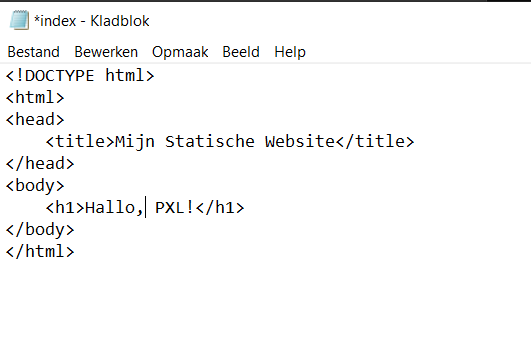 *index - Kladblok
Bestand Bewerken Opmaak Beeld Help
<!DOCTYPE html>
<html>
<head>
    <title>Mijn Statische Website</title>
</head>
<body>
    <h1>Hallo, PXL!</h1>
</body>
</html>